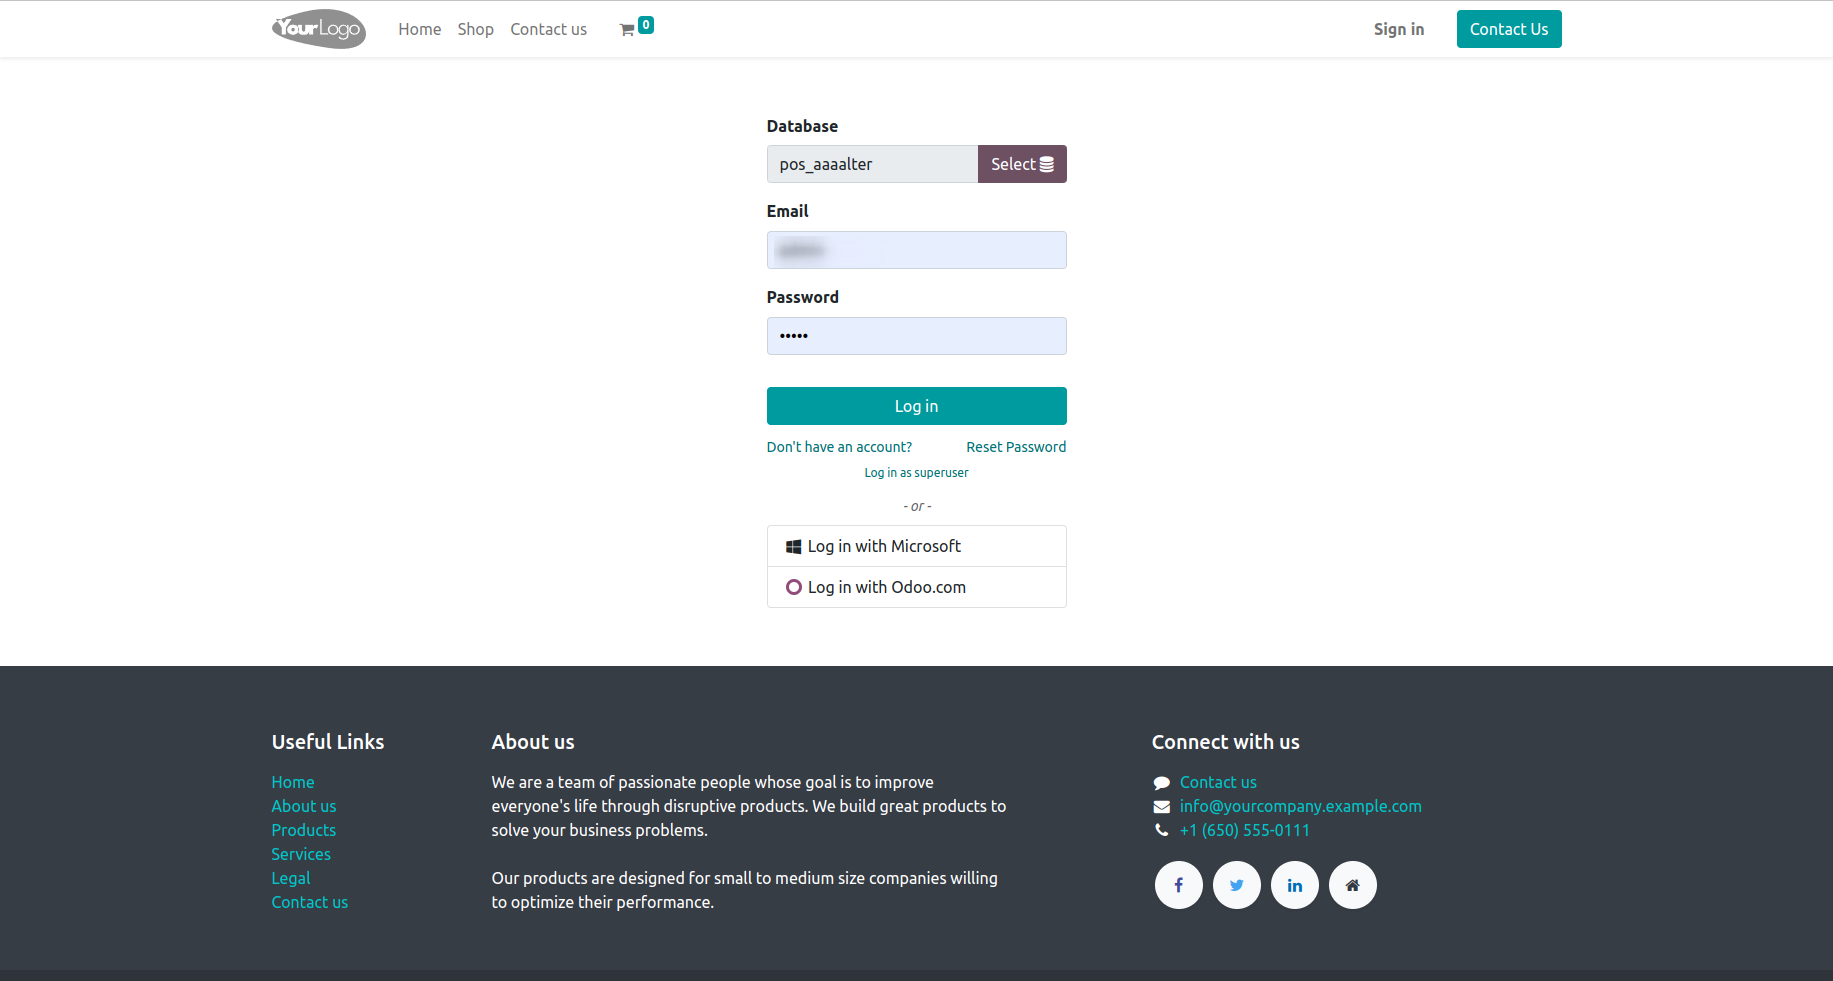 YourLogo
Home
Shop
Contact us
0
Sign in
Contact Us
Database
pos_aaaalter
Select
Email
Password
•••••
Log in
Don't have an account?
Reset Password
Log in as superuser
- or -
Log in with Microsoft
Log in with Odoo.com
Useful Links
Home
About us
Products
Services
Legal
Contact us
About us
We are a team of passionate people whose goal is to improve
everyone's life through disruptive products. We build great products to
solve your business problems.
Our products are designed for small to medium size companies willing
to optimize their performance.
Connect with us
Contact us
info@yourcompany.example.com
+1 (650) 555-0111